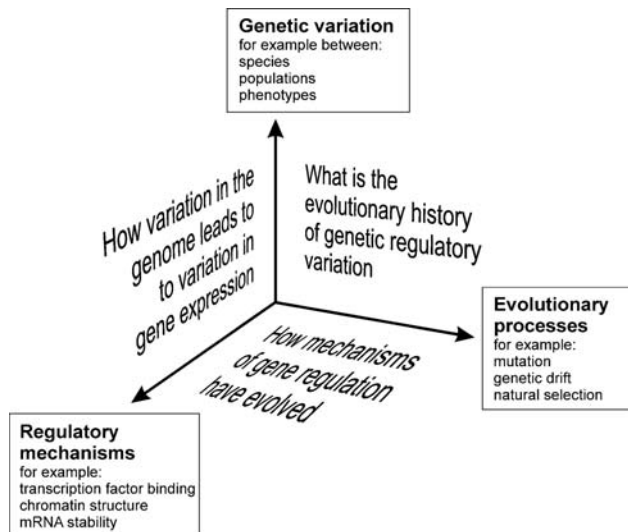 Genetic variation
for example between:
species
populations
phenotypes
How variation in the
genome leads to
to variation in
gene expression
What is the
evolutionary history
of genetic regulatory
variation
Evolutionary
processes
for example:
mutation
genetic drift
natural selection
How mechanisms
of gene regulation
have evolved
Regulatory
mechanisms
for example:
transcription factor binding
chromatin structure
mRNA stability